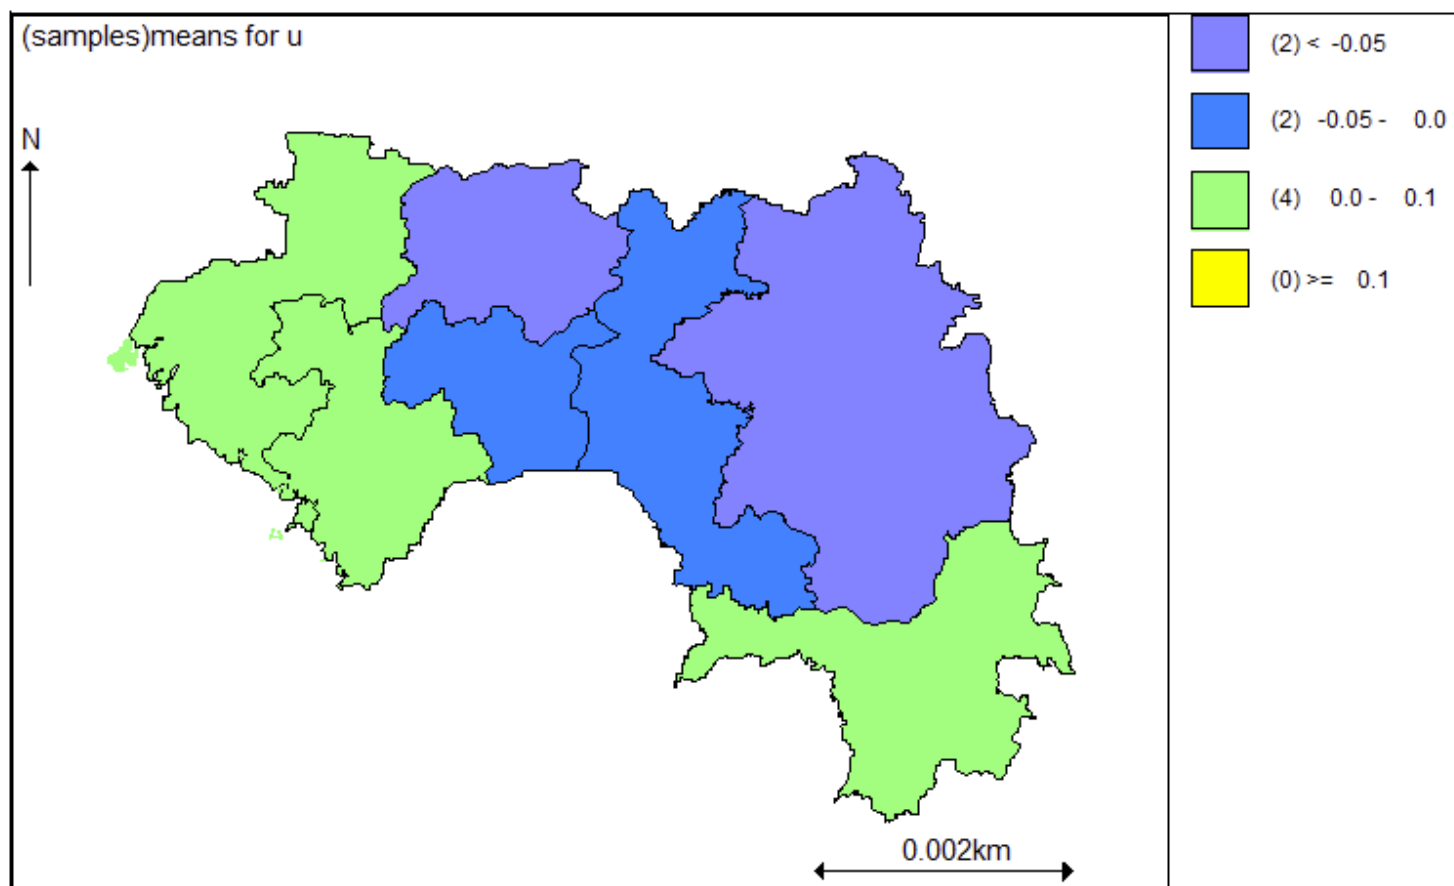 (samples)means for u
N
(2) < -0.05
(2) -0.05 - 0.0
(4) 0.0 - 0.1
(0) >= 0.1
0.002km